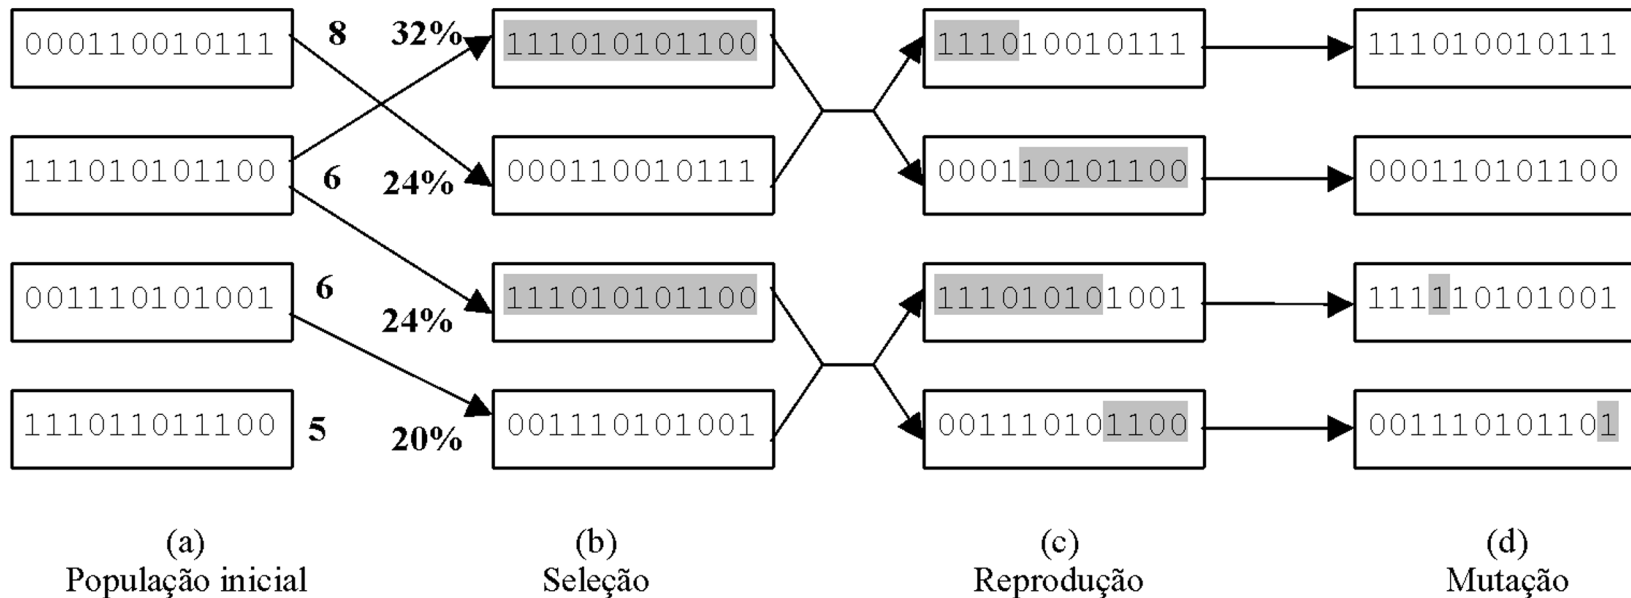 000110010111 8 32% 111010101100 111010010111 111010010111
111010101100 6 24% 000110010111 000110101100 000110101100
001110101001 6 24% 111010101100 111010101001 111110101001
111011011100 5 20% 001110101001 001110101100 001110101101
(a) (b) (c) (d)
População inicial Seleção Reprodução Mutação